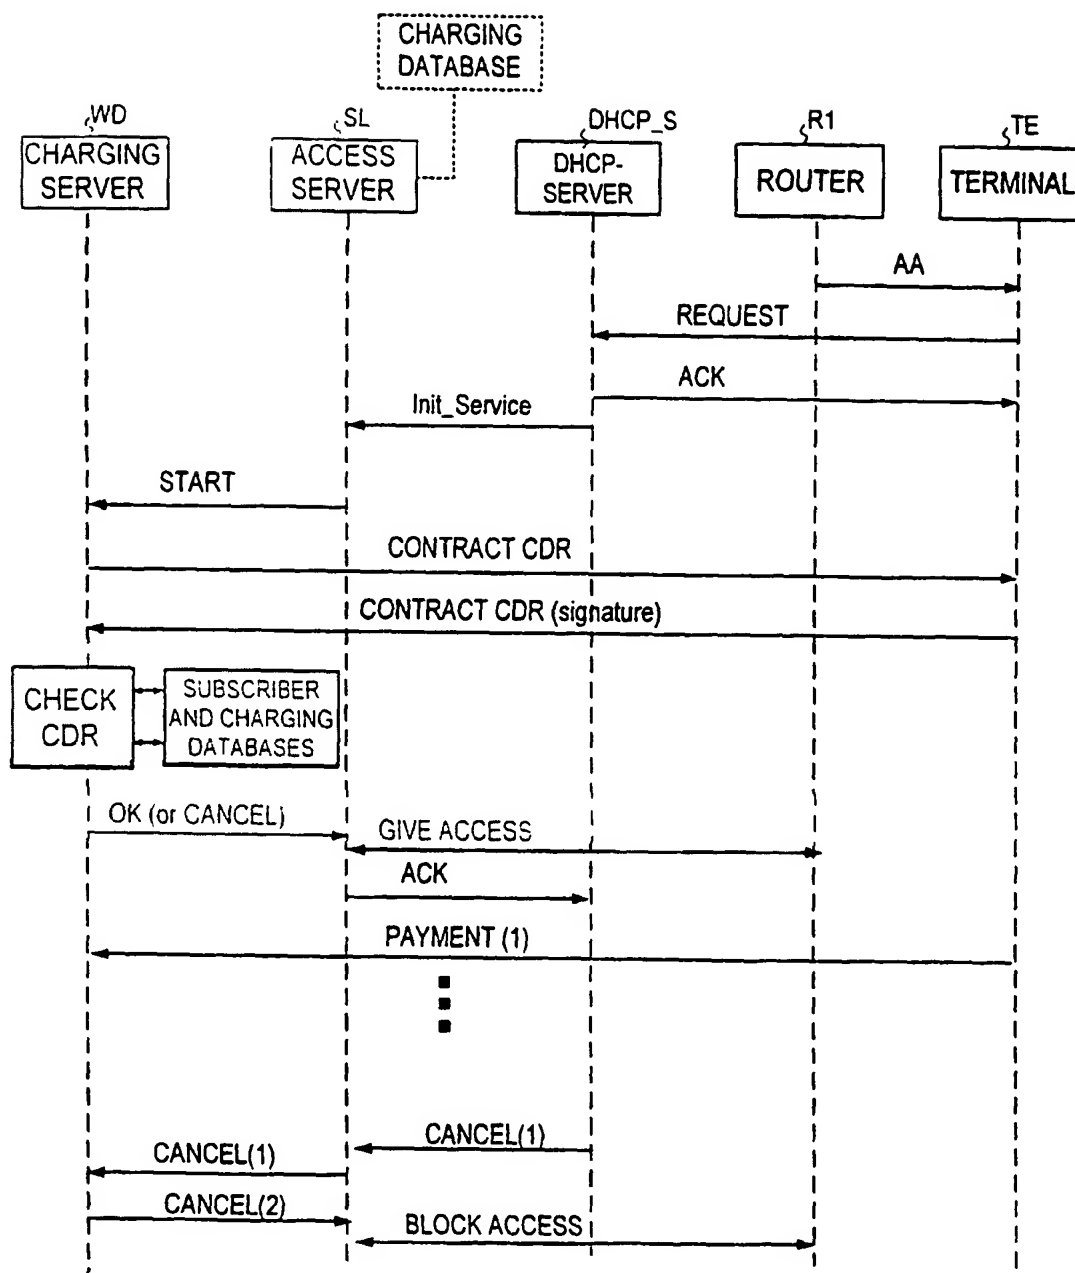 CHARGING
DATABASE
WD
SL
DHCP_S
R1
TE
CHARGING
SERVER
ACCESS
SERVER
DHCP-
SERVER
ROUTER
TERMINAL
AA
REQUEST
ACK
Init_Service
START
CONTRACT CDR
CONTRACT CDR (signature)
CHECK
CDR
SUBSCRIBER
AND CHARGING
DATABASES
OK (or CANCEL)
GIVE ACCESS
ACK
PAYMENT (1)
CANCEL(1)
CANCEL(1)
CANCEL(2)
BLOCK ACCESS